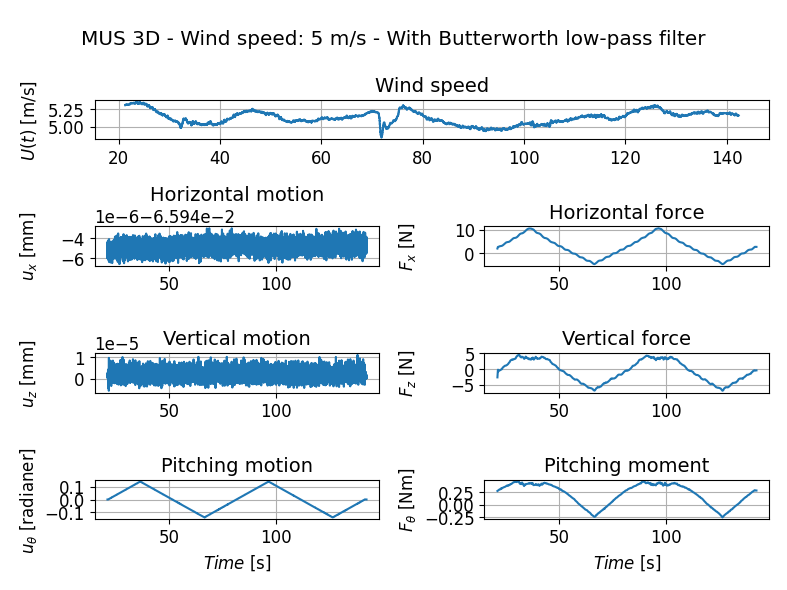 MUS 3D - Wind speed: 5 m/s - With Butterworth low-pass filter
Wind speed
U(t) [m/s]
5.25
5.00
20 40 60 80 100 120 140
Horizontal motion
1e−6−6.594e−2
u_x [mm]
−4
−6
50 100
Horizontal force
F_x [N]
10
0
50 100
Vertical motion
1e−5
u_z [mm]
1
0
50 100
Vertical force
F_z [N]
5
0
−5
50 100
Pitching motion
u_θ [radianer]
0.1
0.0
−0.1
50 100
Time [s]
Pitching moment
F_θ [Nm]
0.25
0.00
−0.25
50 100
Time [s]